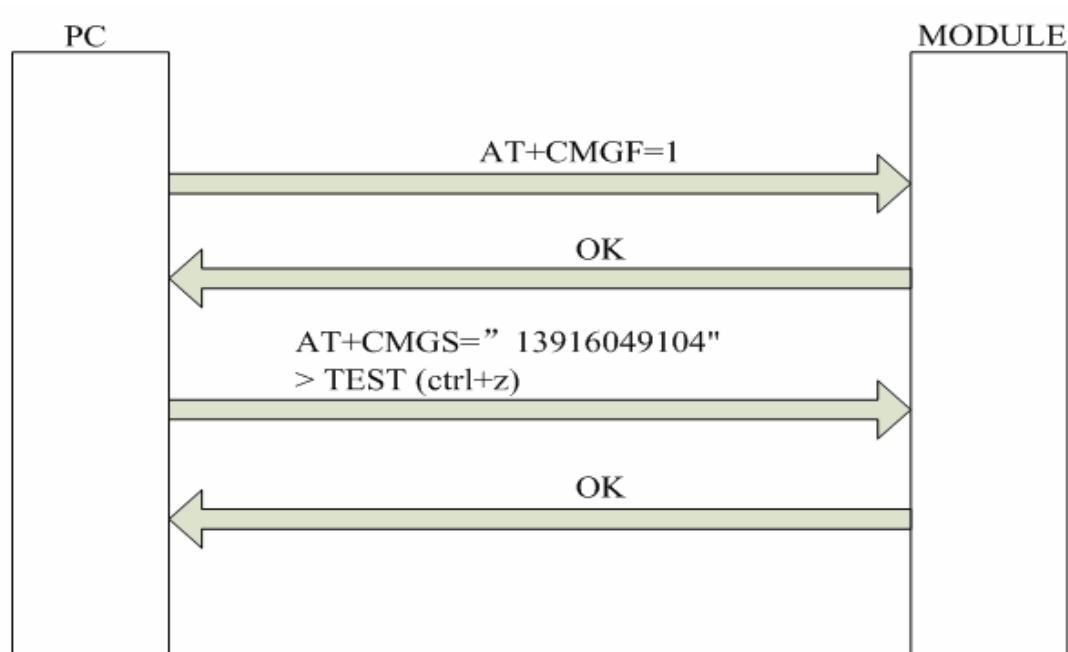 PC
MODULE
AT+CMGF=1
OK
AT+CMGS=” 13916049104"
> TEST (ctrl+z)
OK